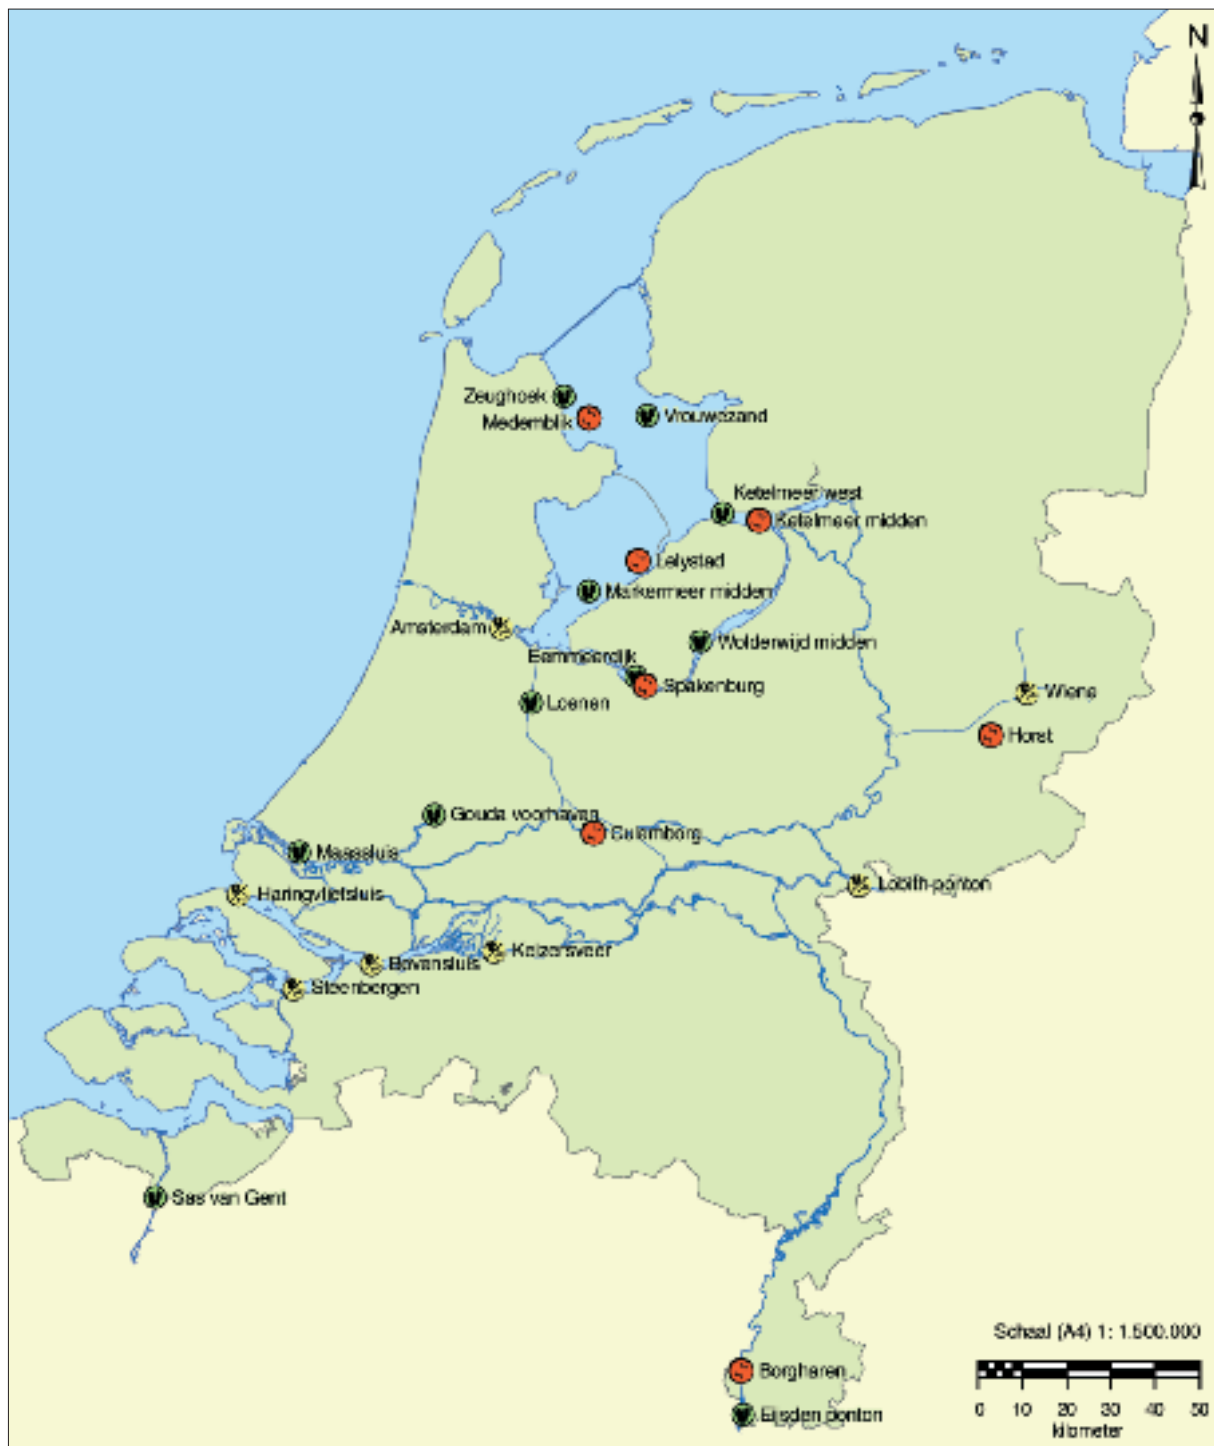 N
Zeughoek
Medemblik
Vrouwezand
Ketelmeer west
Ketelmeer midden
Lelystad
Markermeer midden
Amsterdam
Wolderwijd midden
Eemmeerdijk
Spakenburg
Wiene
Loenen
Horst
Gouda voorhaven
Culemborg
Maassluis
Lobith ponton
Haringvlietsluis
Keizersveer
Bovensluis
Steenbergen
Sas van Gent
Schaal (A4) 1: 1.500.000
Borgharen
Eijsden ponton
0 10 20 30 40 50
kilometer